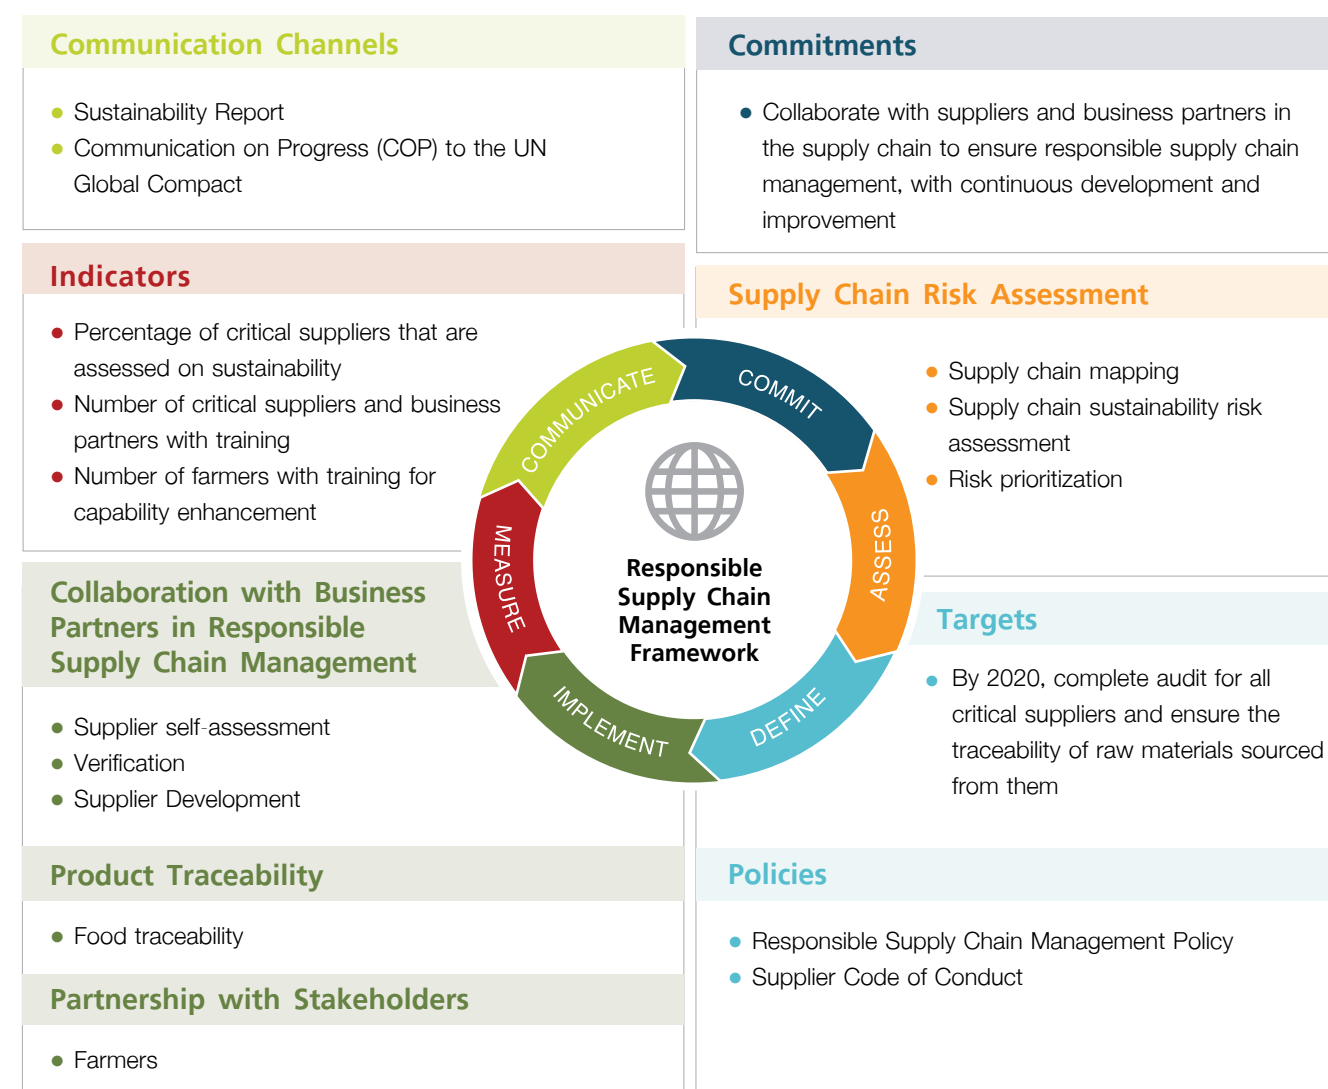 Communication Channels
Sustainability Report
Communication on Progress (COP) to the UN
Global Compact
Commitments
Collaborate with suppliers and business partners in
the supply chain to ensure responsible supply chain
management, with continuous development and
improvement
Indicators
Percentage of critical suppliers that are
assessed on sustainability
Number of critical suppliers and business
partners with training
Number of farmers with training for
capability enhancement
Supply Chain Risk Assessment
Supply chain mapping
Supply chain sustainability risk
assessment
Risk prioritization
COMMUNICATE
COMMIT
ASSESS
DEFINE
IMPLEMENT
MEASURE
Responsible
Supply Chain
Management
Framework
Collaboration with Business
Partners in Responsible
Supply Chain Management
Supplier self-assessment
Verification
Supplier Development
Targets
By 2020, complete audit for all
critical suppliers and ensure the
traceability of raw materials sourced
from them
Product Traceability
Food traceability
Policies
Responsible Supply Chain Management Policy
Supplier Code of Conduct
Partnership with Stakeholders
Farmers